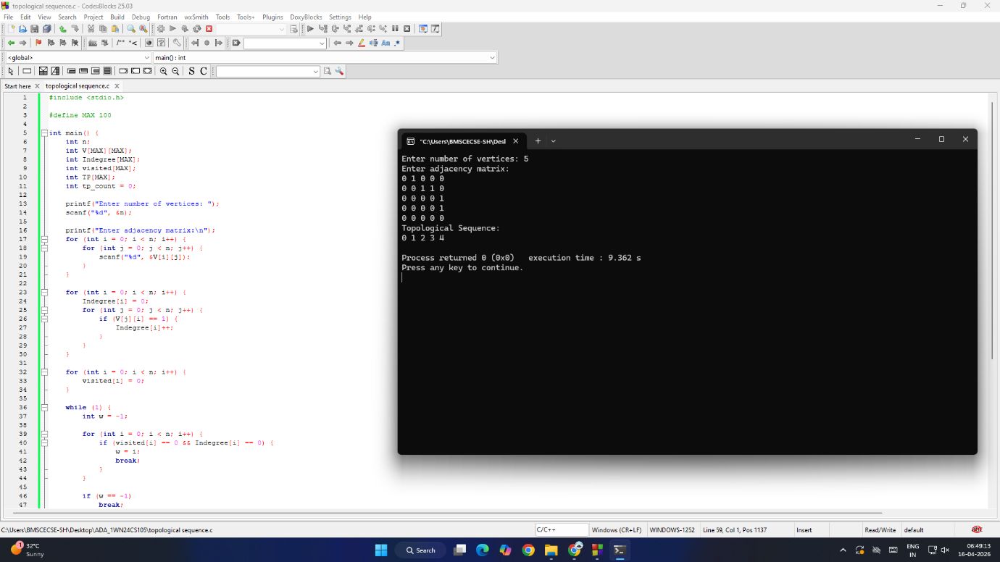 topological sequence.c - Code::Blocks 25.03
File Edit View Search Project Build Debug Fortran wxSmith Tools Tools+ Plugins DoxyBlocks Settings Help
<global>
main() : int
S C
Start here
topological sequence.c
1 #include <stdio.h>
2
3 #define MAX 100
4
5 int main() {
6 int n;
7 int V[MAX][MAX];
8 int Indegree[MAX];
9 int visited[MAX];
10 int TP[MAX];
11 int tp_count = 0;
12
13 printf("Enter number of vertices: ");
14 scanf("%d", &n);
15
16 printf("Enter adjacency matrix:\n");
17 for (int i = 0; i < n; i++) {
18 for (int j = 0; j < n; j++) {
19 scanf("%d", &V[i][j]);
20 }
21 }
22
23 for (int i = 0; i < n; i++) {
24 Indegree[i] = 0;
25 for (int j = 0; j < n; j++) {
26 if (V[j][i] == 1) {
27 Indegree[i]++;
28 }
29 }
30 }
31
32 for (int i = 0; i < n; i++) {
33 visited[i] = 0;
34 }
35
36 while (1) {
37 int w = -1;
38
39 for (int i = 0; i < n; i++) {
40 if (visited[i] == 0 && Indegree[i] == 0) {
41 w = i;
42 break;
43 }
44 }
45
46 if (w == -1)
47 break;
"C:\Users\BMSCECSE-SH\Desl
Enter number of vertices: 5
Enter adjacency matrix:
0 1 0 0 0
0 0 1 1 0
0 0 0 0 1
0 0 0 0 1
0 0 0 0 0
Topological Sequence:
0 1 2 3 4
Process returned 0 (0x0)   execution time : 9.362 s
Press any key to continue.
C:\Users\BMSCECSE-SH\Desktop\ADA_1WN24CS105\topological sequence.c
C/C++
Windows (CR+LF)
WINDOWS-1252
Line 59, Col 1, Pos 1137
Insert
Read/Write
default
1
32°C
Sunny
Search
ENG
IN
06:49:13
16-04-2026